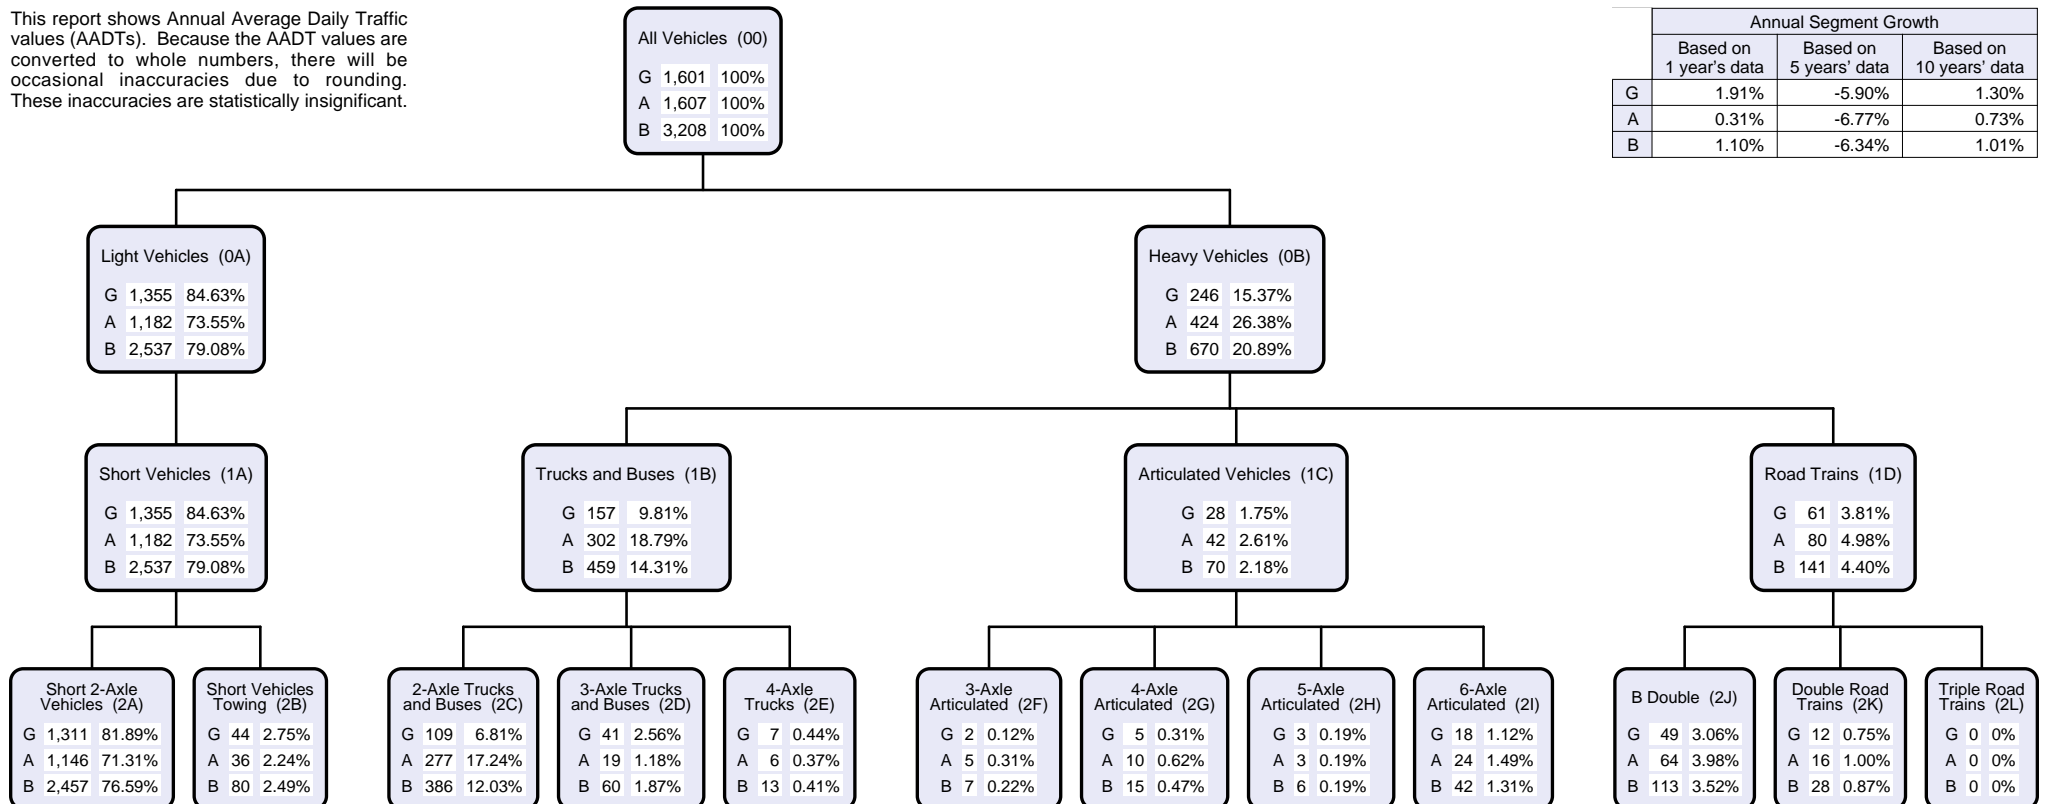 This report shows Annual Average Daily Traffic
values (AADTs). Because the AADT values are
converted to whole numbers, there will be
occasional inaccuracies due to rounding.
These inaccuracies are statistically insignificant.
All Vehicles (00)
G 1,601 100%
A 1,607 100%
B 3,208 100%
Annual Segment Growth
Based on 1 year's data
Based on 5 years' data
Based on 10 years' data
G 1.91% -5.90% 1.30%
A 0.31% -6.77% 0.73%
B 1.10% -6.34% 1.01%
Light Vehicles (0A)
G 1,355 84.63%
A 1,182 73.55%
B 2,537 79.08%
Heavy Vehicles (0B)
G 246 15.37%
A 424 26.38%
B 670 20.89%
Short Vehicles (1A)
G 1,355 84.63%
A 1,182 73.55%
B 2,537 79.08%
Trucks and Buses (1B)
G 157 9.81%
A 302 18.79%
B 459 14.31%
Articulated Vehicles (1C)
G 28 1.75%
A 42 2.61%
B 70 2.18%
Road Trains (1D)
G 61 3.81%
A 80 4.98%
B 141 4.40%
Short 2-Axle
Vehicles (2A)
G 1,311 81.89%
A 1,146 71.31%
B 2,457 76.59%
Short Vehicles
Towing (2B)
G 44 2.75%
A 36 2.24%
B 80 2.49%
2-Axle Trucks
and Buses (2C)
G 109 6.81%
A 277 17.24%
B 386 12.03%
3-Axle Trucks
and Buses (2D)
G 41 2.56%
A 19 1.18%
B 60 1.87%
4-Axle
Trucks (2E)
G 7 0.44%
A 6 0.37%
B 13 0.41%
3-Axle
Articulated (2F)
G 2 0.12%
A 5 0.31%
B 7 0.22%
4-Axle
Articulated (2G)
G 5 0.31%
A 10 0.62%
B 15 0.47%
5-Axle
Articulated (2H)
G 3 0.19%
A 3 0.19%
B 6 0.19%
6-Axle
Articulated (2I)
G 18 1.12%
A 24 1.49%
B 42 1.31%
B Double (2J)
G 49 3.06%
A 64 3.98%
B 113 3.52%
Double Road
Trains (2K)
G 12 0.75%
A 16 1.00%
B 28 0.87%
Triple Road
Trains (2L)
G 0 0%
A 0 0%
B 0 0%